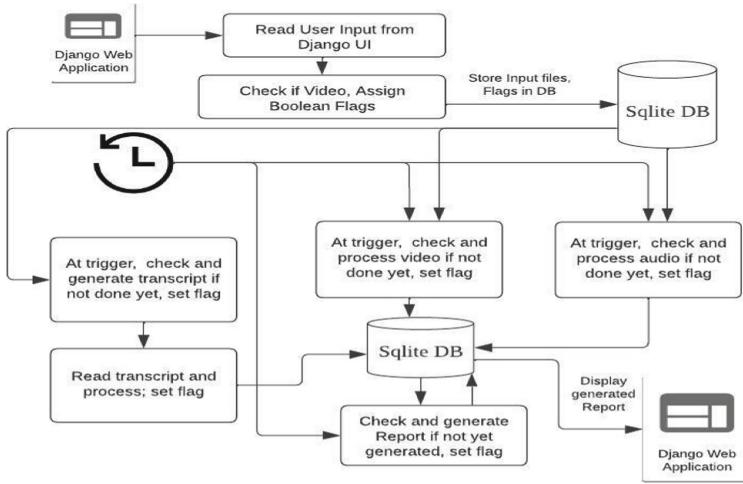 Django Web
Application
Read User Input from
Django UI
Check if Video, Assign
Boolean Flags
Store Input files,
Flags in DB
Sqlite DB
At trigger, check and
generate transcript if
not done yet, set flag
At trigger, check and
process video if not
done yet, set flag
At trigger, check and
process audio if not
done yet, set flag
Read transcript and
process; set flag
Sqlite DB
Check and generate
Report if not yet
generated, set flag
Display
generated
Report
Django Web
Application